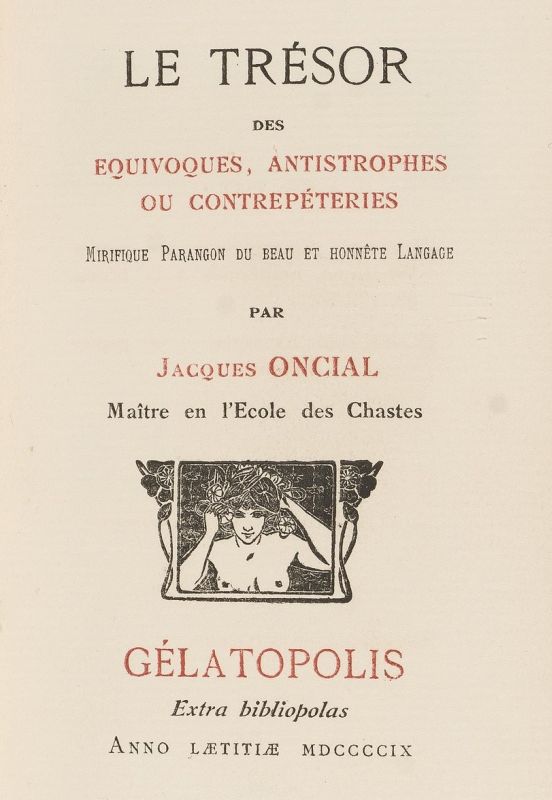 LE TRÉSOR
DES
EQUIVOQUES, ANTISTROPHES
OU CONTREPÉTERIES
MIRIFIQUE PARANGON DU BEAU ET HONNÊTE LANGAGE
PAR
JACQUES ONCIAL
Maître en l'Ecole des Chastes
GÉLATOPOLIS
Extra bibliopolas
ANNO LÆTITIÆ MDCCCCIX